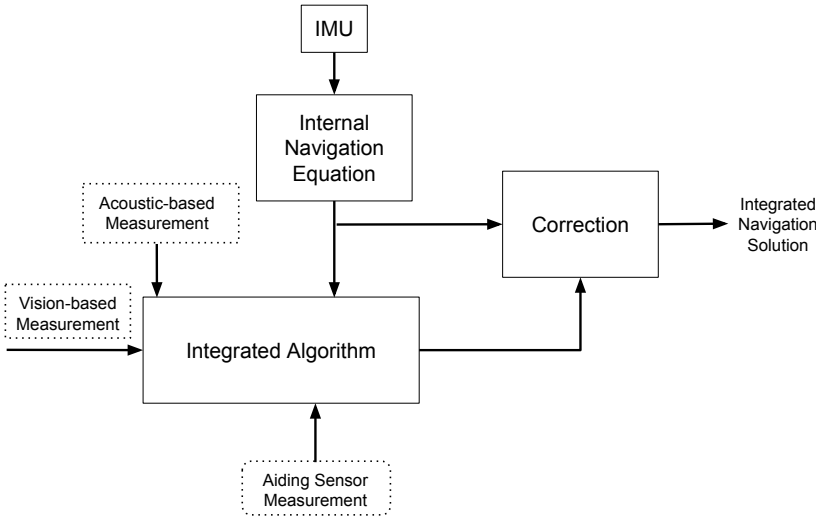 IMU
Internal
Navigation
Equation
Acoustic-based
Measurement
Correction
Integrated
Navigation
Solution
Vision-based
Measurement
Integrated Algorithm
Aiding Sensor
Measurement